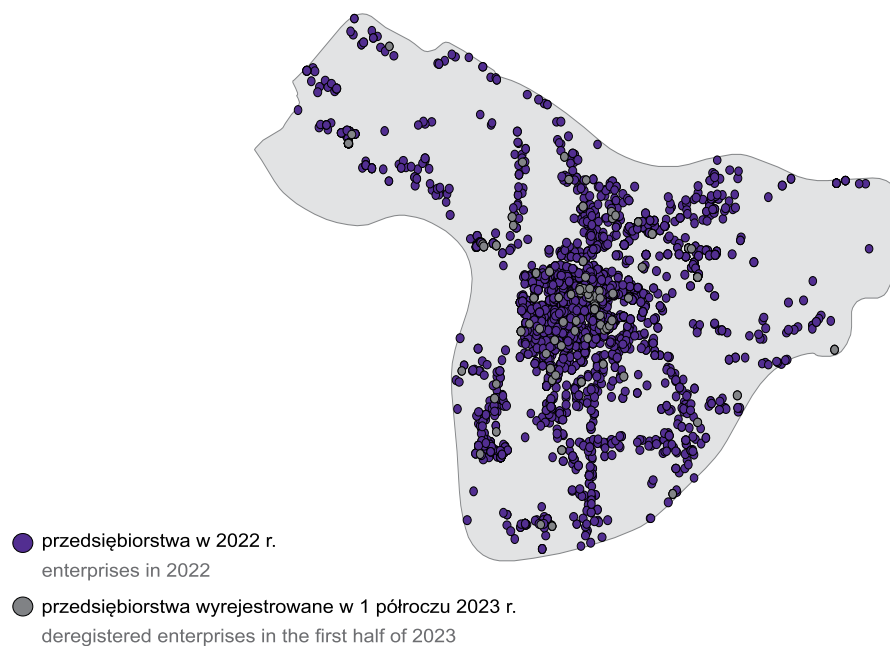 przedsiębiorstwa w 2022 r.
enterprises in 2022
przedsiębiorstwa wyrejestrowane w 1 półroczu 2023 r.
deregistered enterprises in the first half of 2023